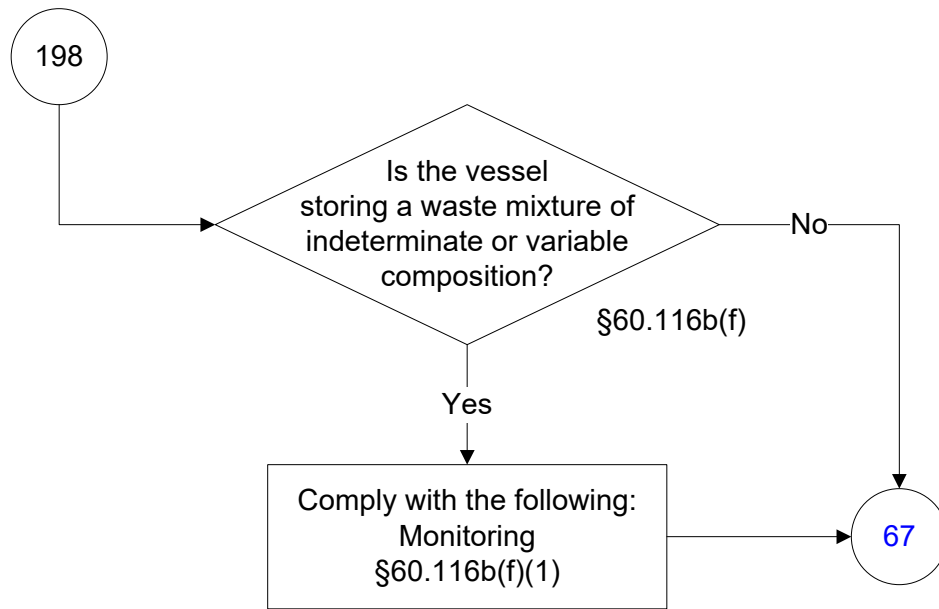 198
Is the vessel
storing a waste mixture of
indeterminate or variable
composition?
No
§60.116b(f)
Yes
Comply with the following:
Monitoring
§60.116b(f)(1)
67